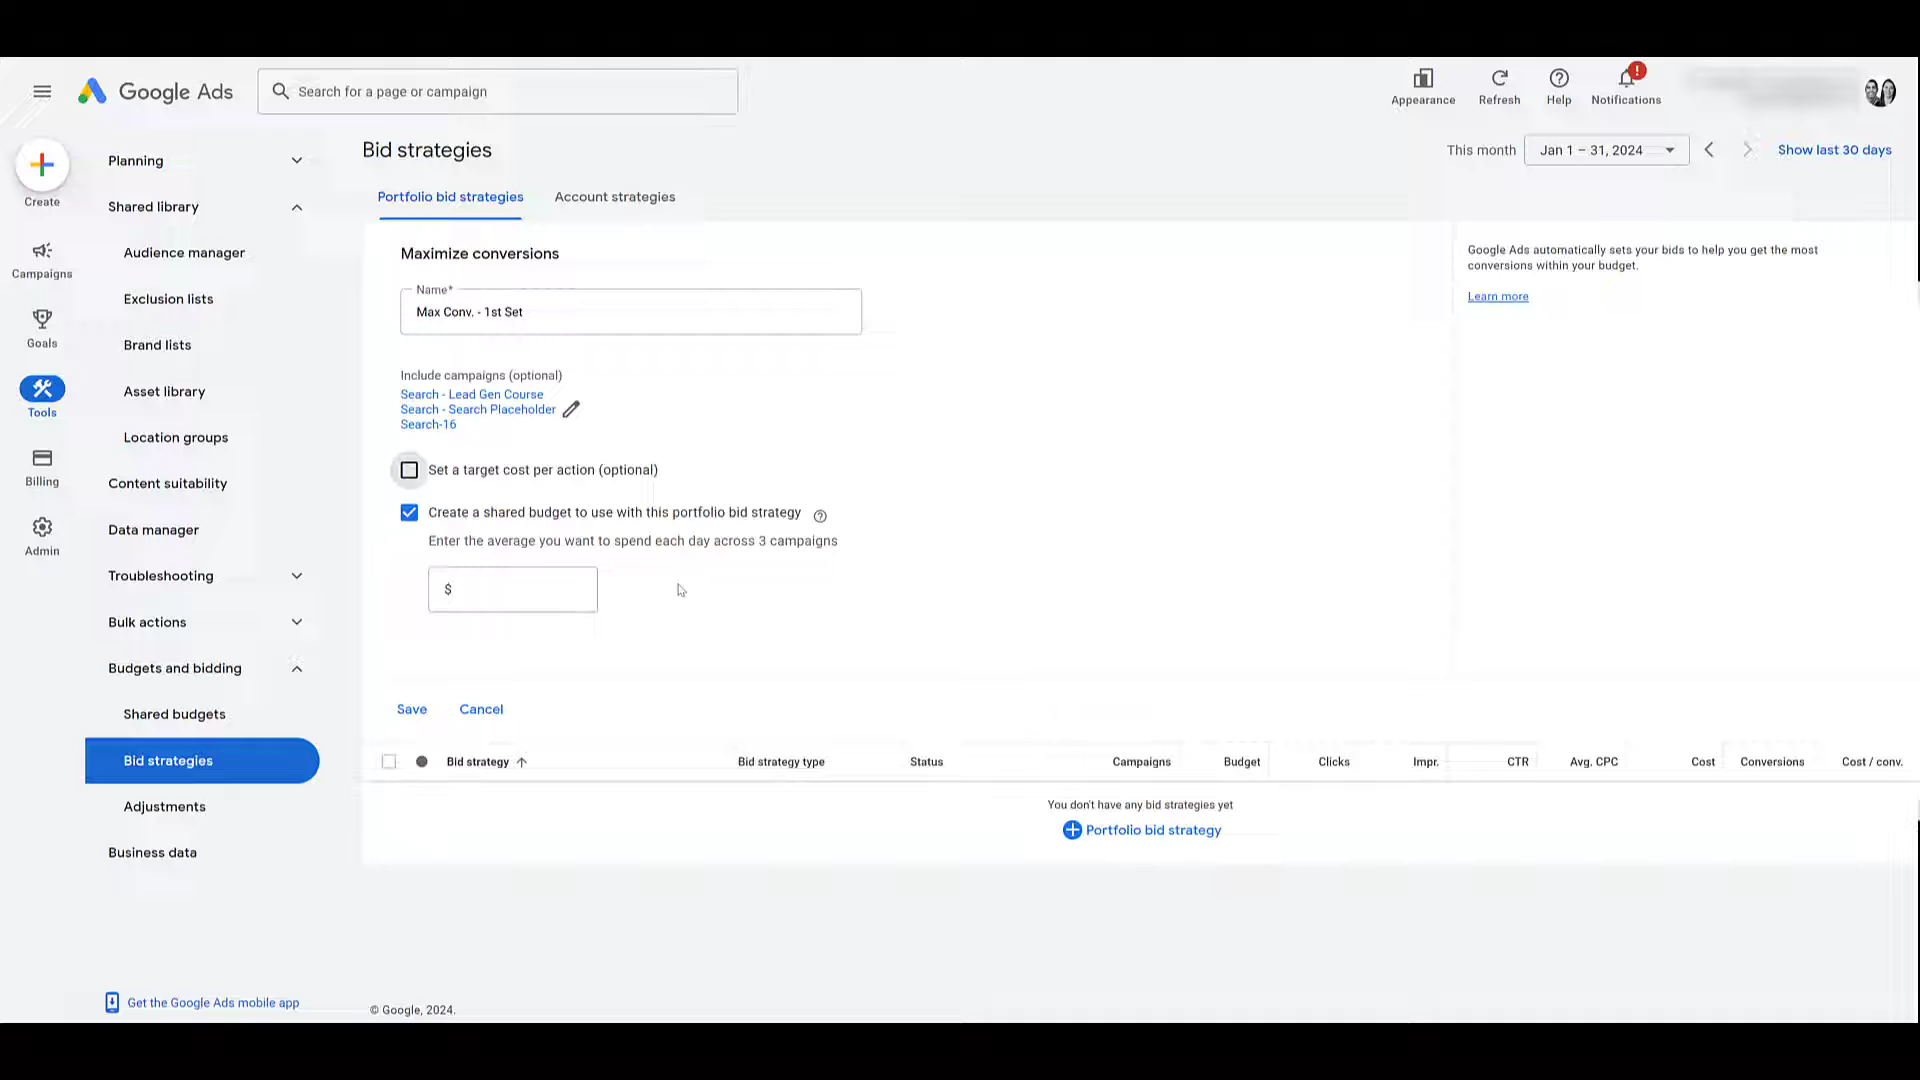 Google Ads
Search for a page or campaign
Appearance
Refresh
Help
!
Notifications
Create
Campaigns
Goals
Tools
Billing
Admin
Planning
Shared library
Audience manager
Exclusion lists
Brand lists
Asset library
Location groups
Content suitability
Data manager
Troubleshooting
Bulk actions
Budgets and bidding
Shared budgets
Bid strategies
Adjustments
Business data
Get the Google Ads mobile app
Bid strategies
This month
Jan 1 – 31, 2024
Show last 30 days
Portfolio bid strategies
Account strategies
Maximize conversions
Name*
Max Conv. - 1st Set
Include campaigns (optional)
Search - Lead Gen Course
Search - Search Placeholder
Search-16
Set a target cost per action (optional)
Create a shared budget to use with this portfolio bid strategy
Enter the average you want to spend each day across 3 campaigns
$
Google Ads automatically sets your bids to help you get the most
conversions within your budget.
Learn more
Save Cancel
Bid strategy Bid strategy type Status Campaigns Budget Clicks Impr. CTR Avg. CPC Cost Conversions Cost / conv.
You don't have any bid strategies yet
Portfolio bid strategy
© Google, 2024.